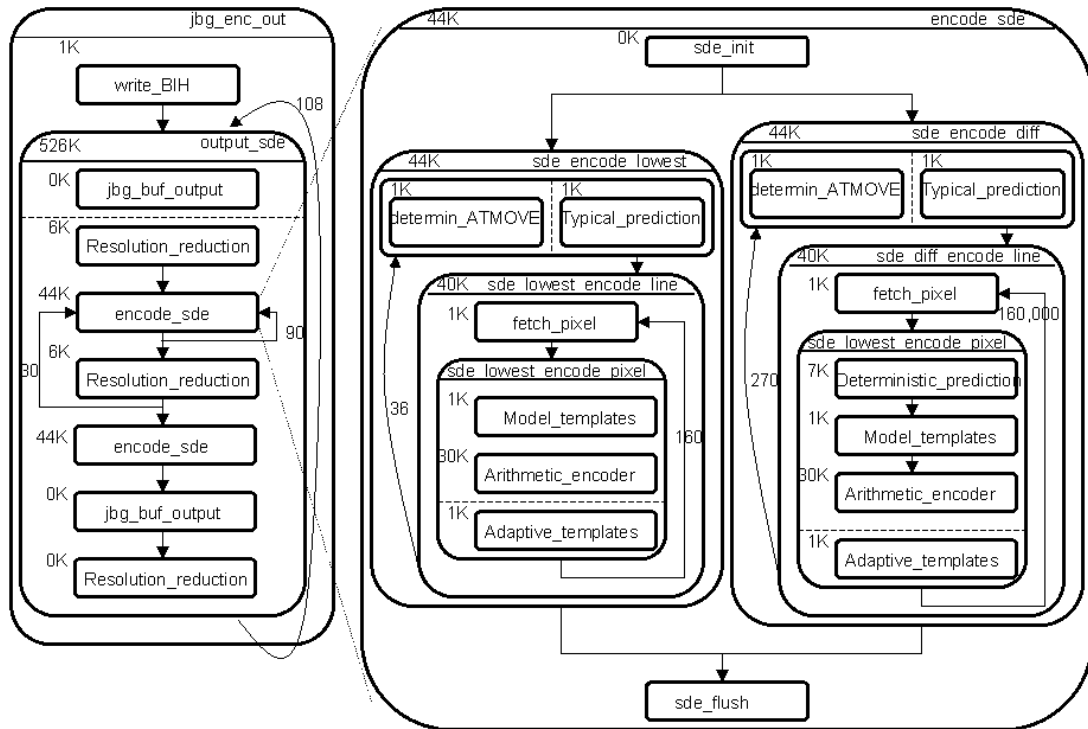 jbg_enc_out
1K
write_BIH
108
526K
output_sde
0K
jbg_buf_output
6K
Resolution_reduction
44K
encode_sde
90
6K
30
Resolution_reduction
44K
encode_sde
0K
jbg_buf_output
0K
Resolution_reduction
44K
encode_sde
0K
sde_init
44K
sde_encode_lowest
1K
determin_ATMOVE
1K
Typical_prediction
40K
sde_lowest_encode_line
1K
fetch_pixel
sde_lowest_encode_pixel
36
1K
Model_templates
160
30K
Arithmetic_encoder
1K
Adaptive_templates
44K
sde_encode_diff
1K
determin_ATMOVE
1K
Typical_prediction
40K
sde_diff_encode_line
1K
fetch_pixel
160,000
sde_lowest_encode_pixel
270
7K
Deterministic_prediction
1K
Model_templates
30K
Arithmetic_encoder
1K
Adaptive_templates
sde_flush